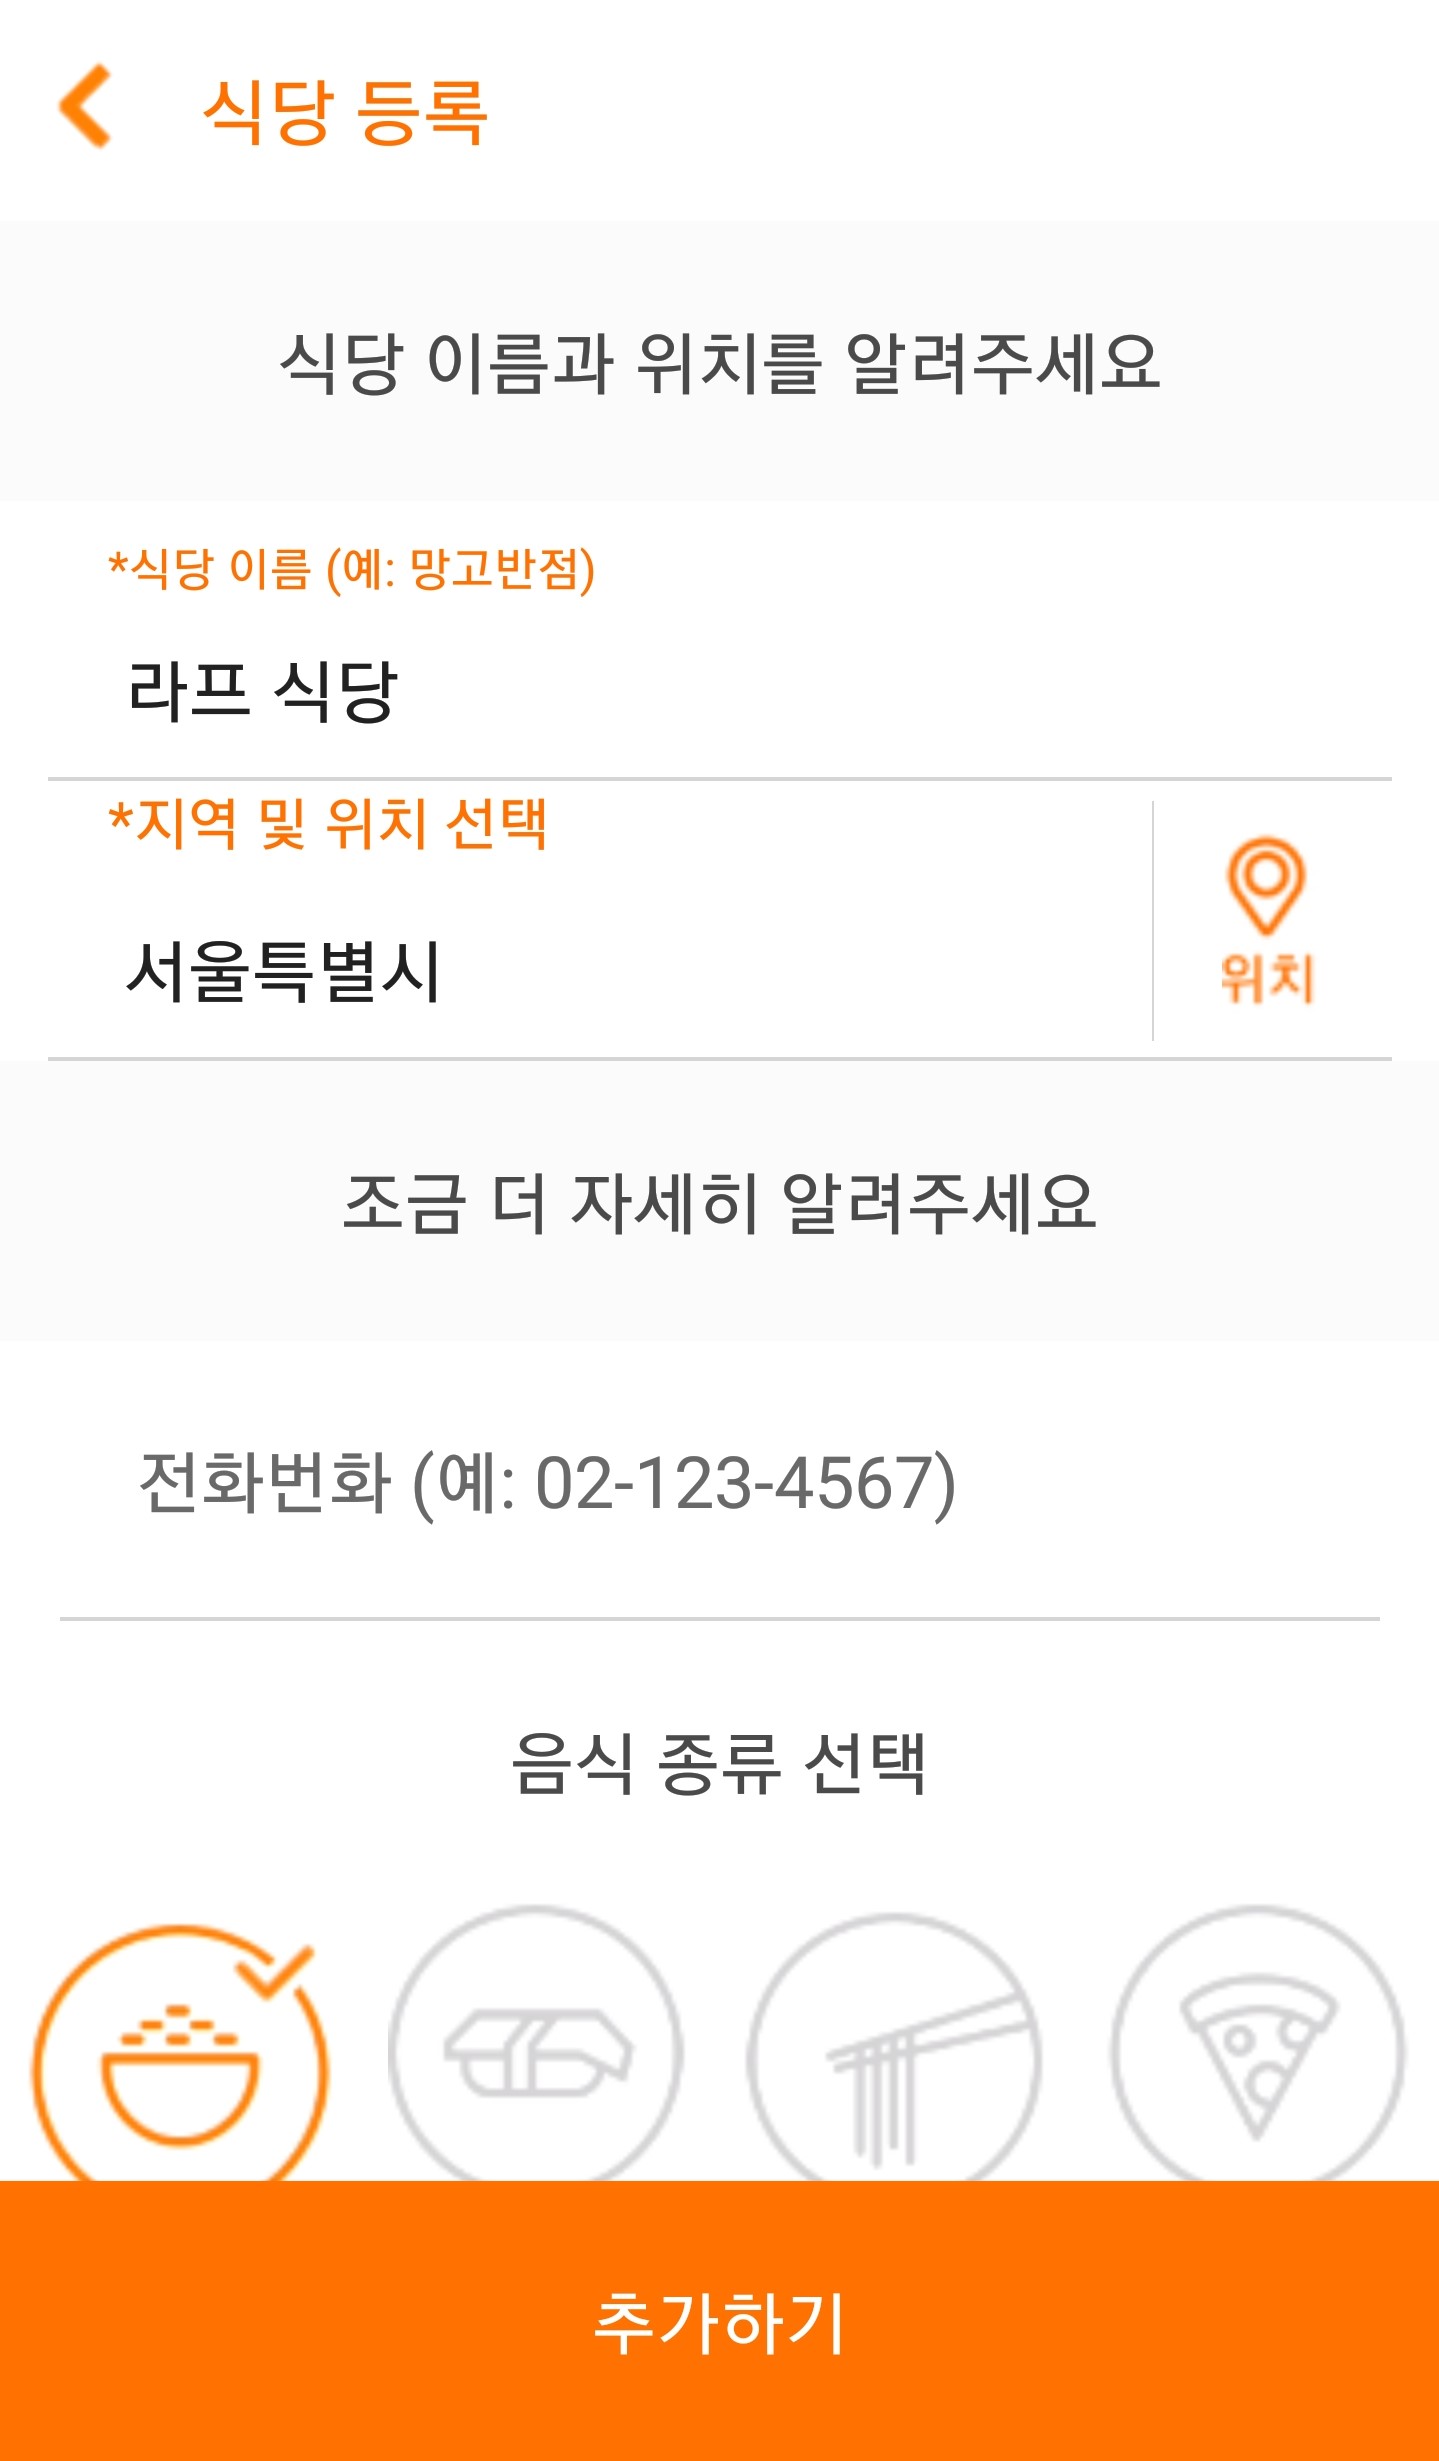 식당 등록
식당 이름과 위치를 알려주세요
*식당 이름 (예: 망고반점)
라프 식당
*지역 및 위치 선택
서울특별시
위치
조금 더 자세히 알려주세요
전화번화 (예: 02-123-4567)
음식 종류 선택
추가하기